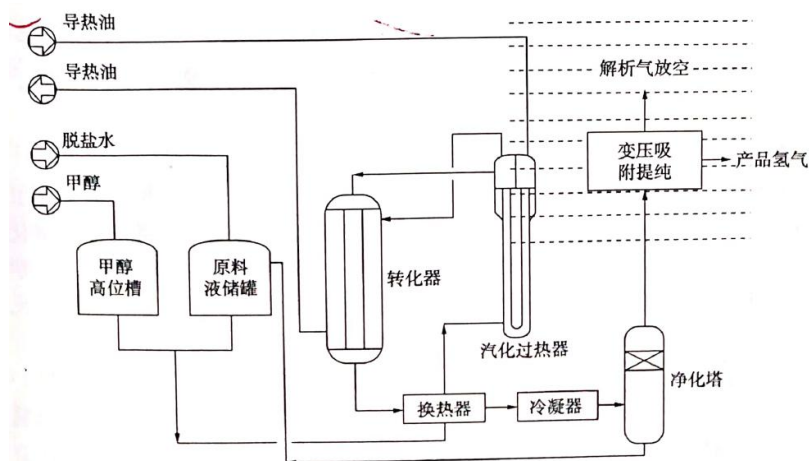 导热油
导热油
解析气放空
脱盐水
变压吸
附提纯
产品氢气
甲醇
甲醇
高位槽
原料
液储罐
转化器
汽化过热器
净化塔
换热器
冷凝器